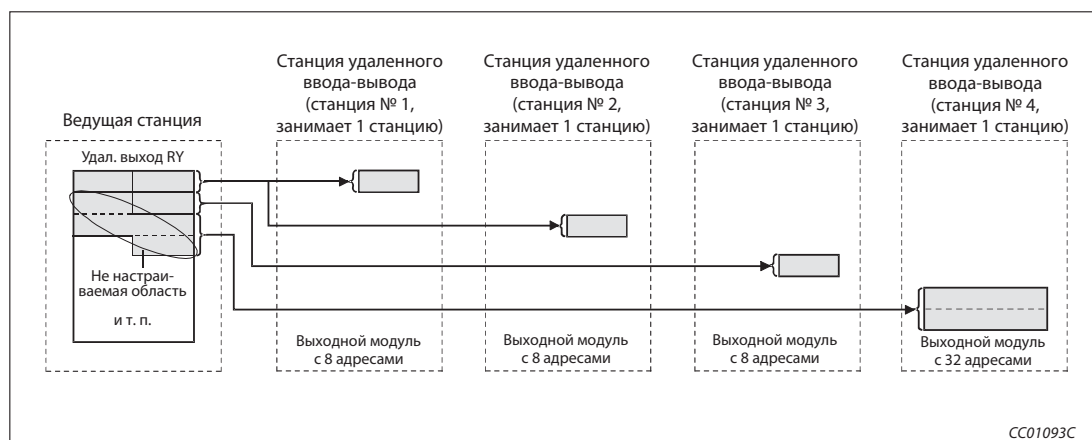 Станция удаленного
ввода-вывода
(станция № 1,
занимает 1 станцию)
Станция удаленного
ввода-вывода
(станция № 2,
занимает 1 станцию)
Станция удаленного
ввода-вывода
(станция № 3,
занимает 1 станцию)
Станция удаленного
ввода-вывода
(станция № 4,
занимает 1 станцию)
Ведущая станция
Удал. выход RY
Не настраи-
ваемая область
и т. п.
Выходной модуль
с 8 адресами
Выходной модуль
с 8 адресами
Выходной модуль
с 8 адресами
Выходной модуль
с 32 адресами
CC01093C